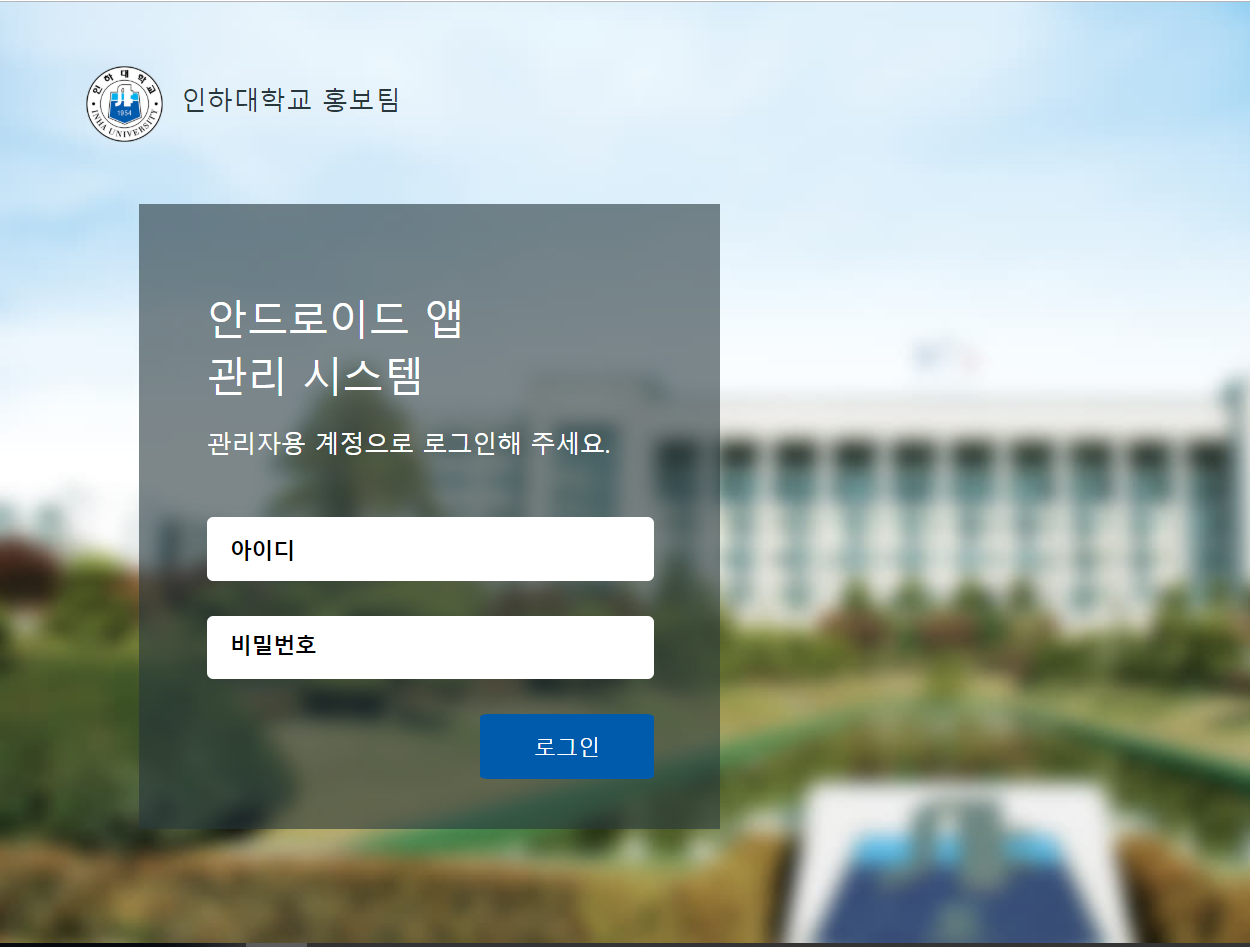 인하대학교
1954
INHA UNIVERSITY
인하대학교 홍보팀
안드로이드 앱
관리 시스템
관리자용 계정으로 로그인해 주세요.
아이디
비밀번호
로그인